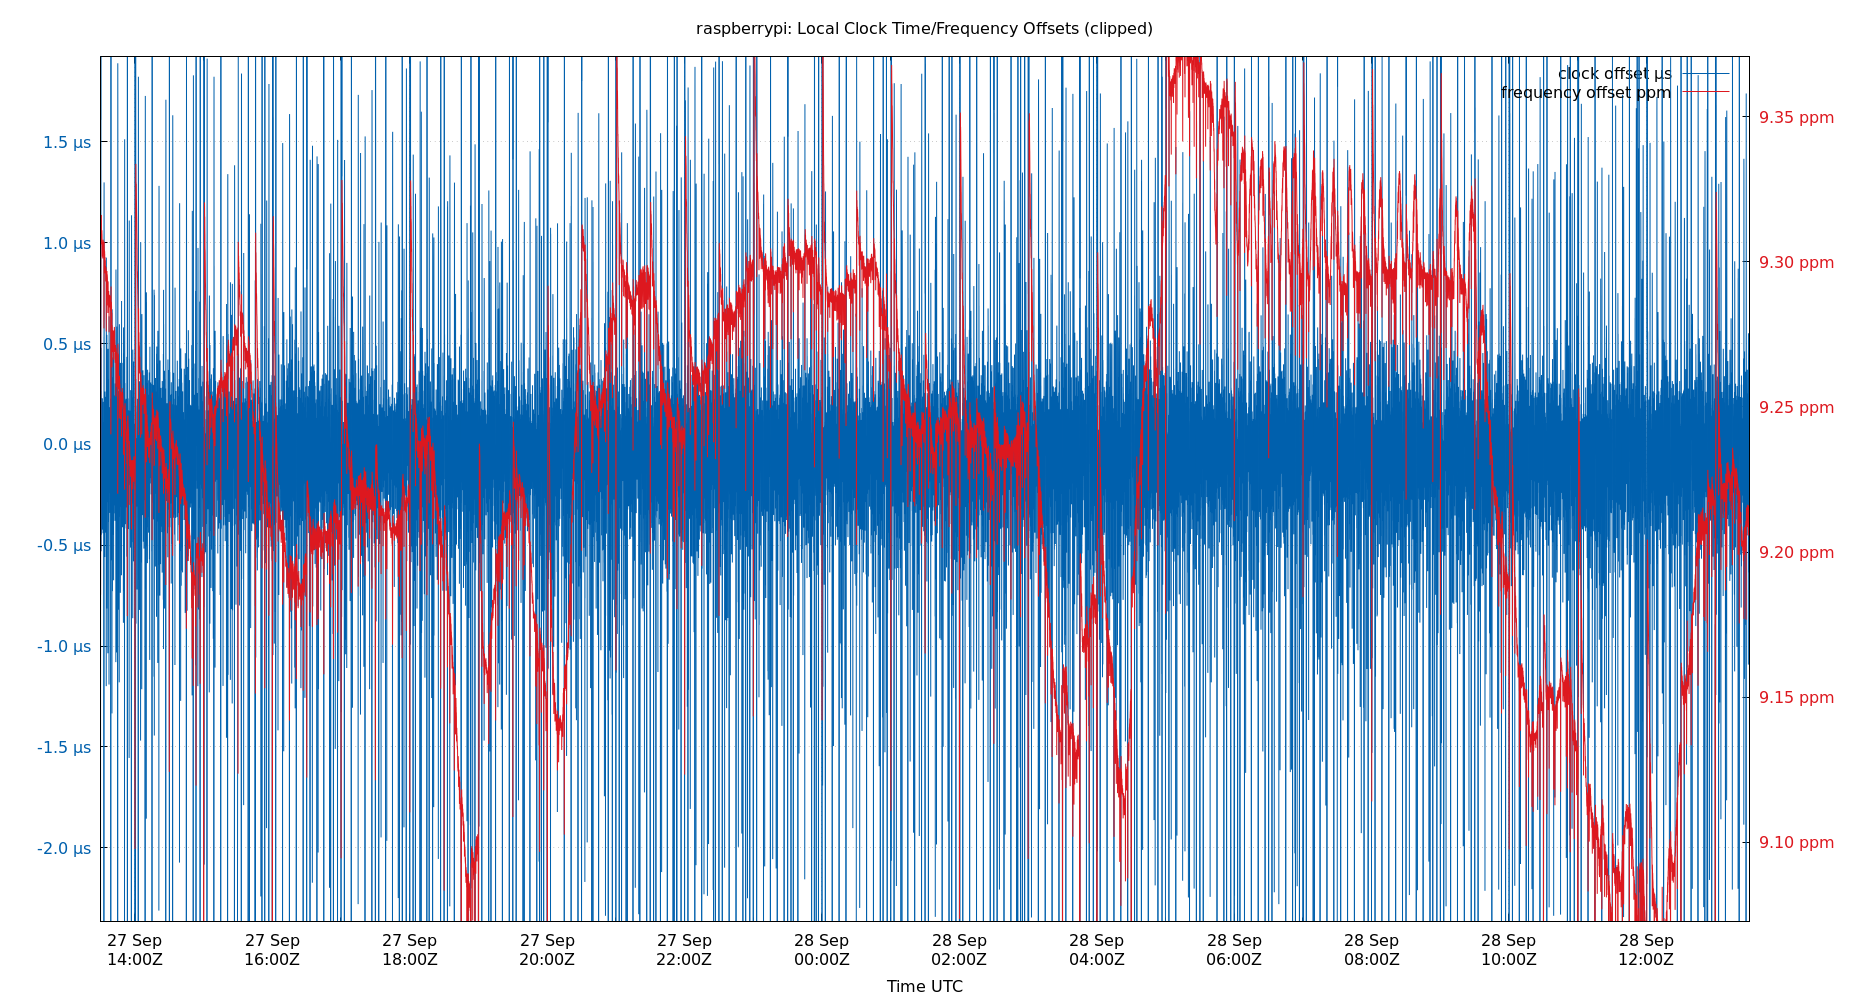 raspberrypi: Local Clock Time/Frequency Offsets (clipped)
clock offset µs
frequency offset ppm
1.5 µs
1.0 µs
0.5 µs
0.0 µs
-0.5 µs
-1.0 µs
-1.5 µs
-2.0 µs
9.35 ppm
9.30 ppm
9.25 ppm
9.20 ppm
9.15 ppm
9.10 ppm
27 Sep 27 Sep 27 Sep 27 Sep 27 Sep 28 Sep 28 Sep 28 Sep 28 Sep 28 Sep 28 Sep 28 Sep
14:00Z 16:00Z 18:00Z 20:00Z 22:00Z 00:00Z 02:00Z 04:00Z 06:00Z 08:00Z 10:00Z 12:00Z
Time UTC